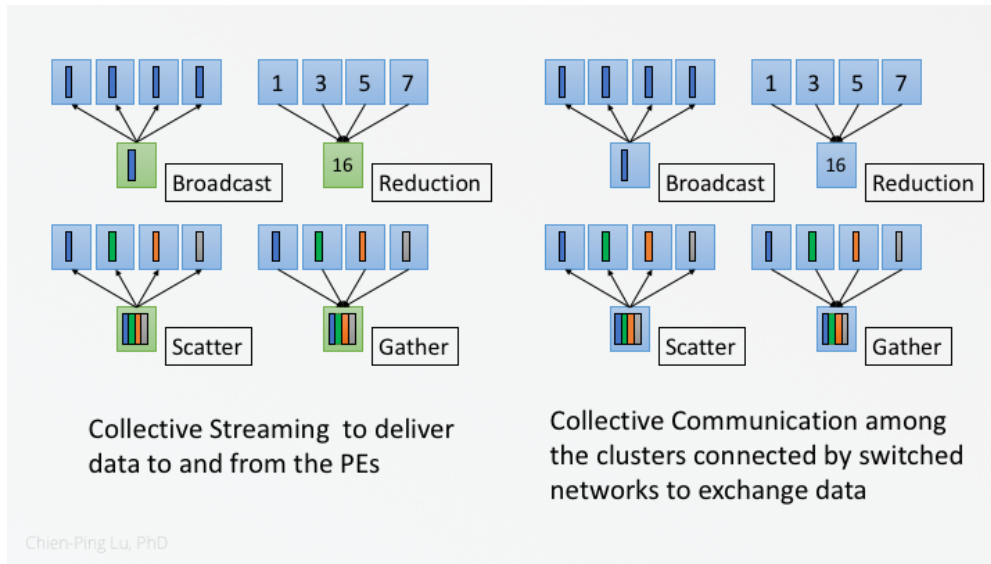 1 3 5 7
1 3 5 7
16
16
Broadcast
Reduction
Broadcast
Reduction
Scatter
Gather
Scatter
Gather
Collective Streaming to deliver
data to and from the PEs
Collective Communication among
the clusters connected by switched
networks to exchange data
Chien-Ping Lu, PhD